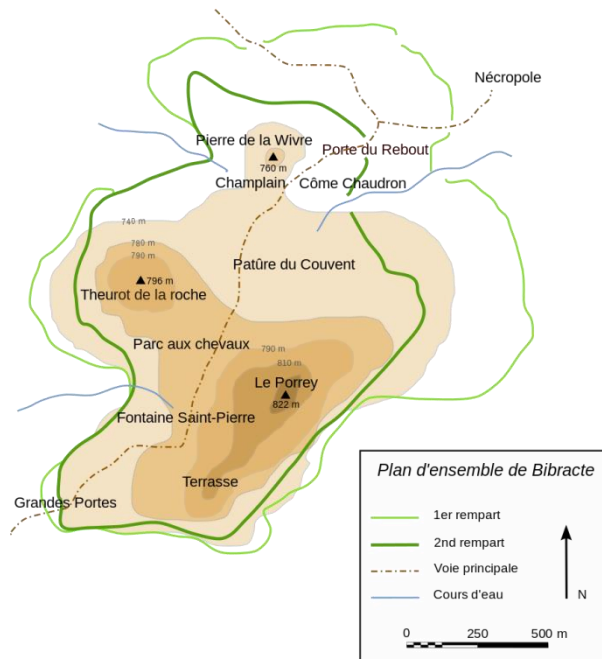 Nécropole
Pierre de la Wivre
Porte du Rebout
760 m
Champlain
Côme Chaudron
740 m
780 m
790 m
Patûre du Couvent
796 m
Theurot de la roche
Parc aux chevaux
790 m
810 m
Le Porrey
822 m
Fontaine Saint-Pierre
Terrasse
Grandes Portes
Plan d'ensemble de Bibracte
1er rempart
2nd rempart
Voie principale
Cours d'eau
N
0 250 500 m